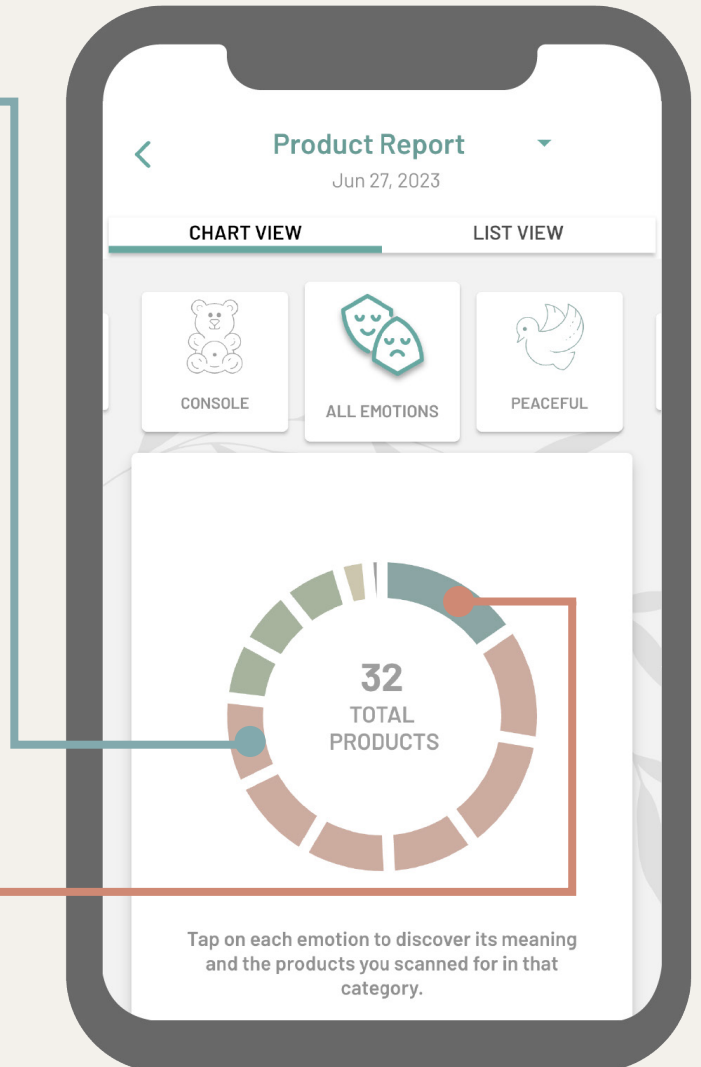 Product Report
Jun 27, 2023
CHART VIEW
LIST VIEW
CONSOLE
ALL EMOTIONS
PEACEFUL
32
TOTAL
PRODUCTS
Tap on each emotion to discover its meaning
and the products you scanned for in that
category.